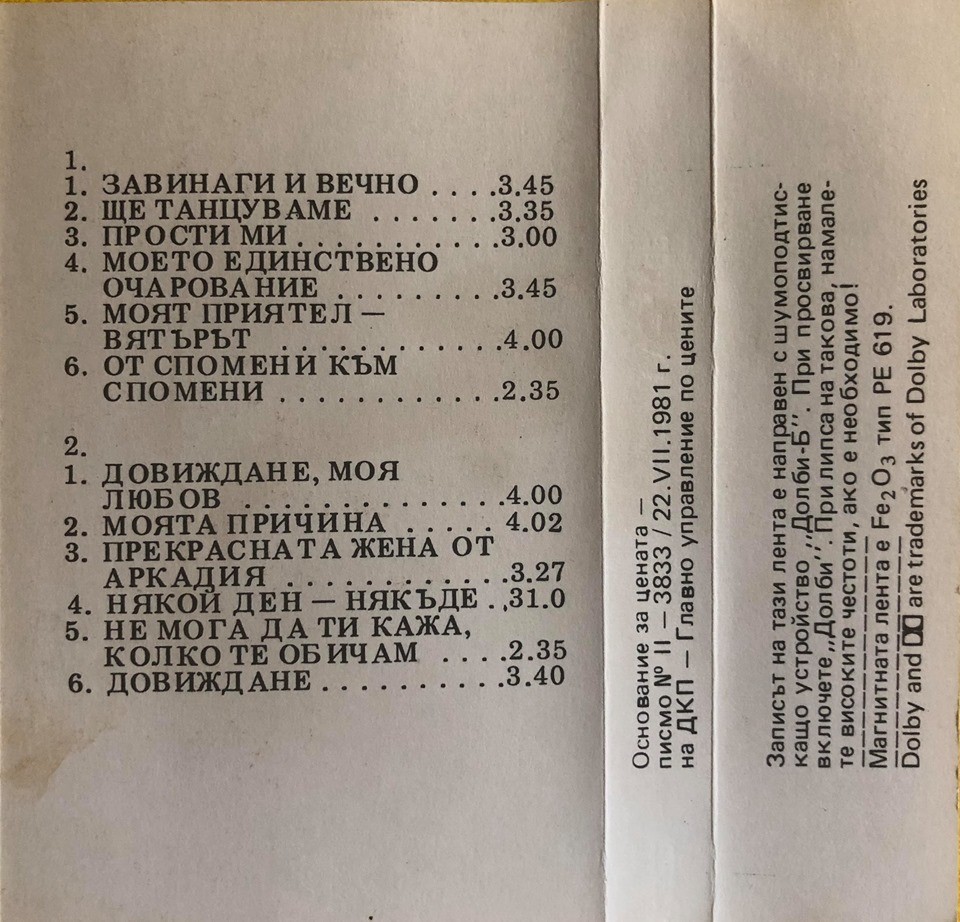 1.
1. ЗАВИНАГИ И ВЕЧНО . . . .3.45
2. ЩЕ ТАНЦУВАМЕ . . . . . . .3.35
3. ПРОСТИ МИ. . . . . . . . . . .3.00
4. МОЕТО ЕДИНСТВЕНО
ОЧАРОВАНИЕ . . . . . . . . .3.45
5. МОЯТ ПРИЯТЕЛ —
ВЯТЪРЪТ . . . . . . . . . . . .4.00
6. ОТ СПОМЕНИ КЪМ
СПОМЕНИ . . . . . . . . . . . .2.35
2.
1. ДОВИЖДАНЕ, МОЯ
ЛЮБОВ . . . . . . . . . . . . . .4.00
2. МОЯТА ПРИЧИНА . . . . . 4.02
3. ПРЕКРАСНАТА ЖЕНА ОТ
АРКАДИЯ . . . . . . . . . . . .3.27
4. НЯКОЙ ДЕН — НЯКЪДЕ . .31.0
5. НЕ МОГА ДА ТИ КАЖА,
КОЛКО ТЕ ОБИЧАМ . . . .2.35
6. ДОВИЖДАНЕ. . . . . . . . . .3.40
Основание за цената —
писмо № II — 3833 / 22.VII.1981 г.
на ДКП — Главно управление по цените
Записът на тази лента е направен с шумоподтис-
кащо устройство „Долби-Б". При просвирване
включете „Долби". При липса на такова, намале-
те високите честоти, ако е необходимо!
Магнитната лента е Fe₂O₃ тип PE 619.
Dolby and are trademarks of Dolby Laboratories